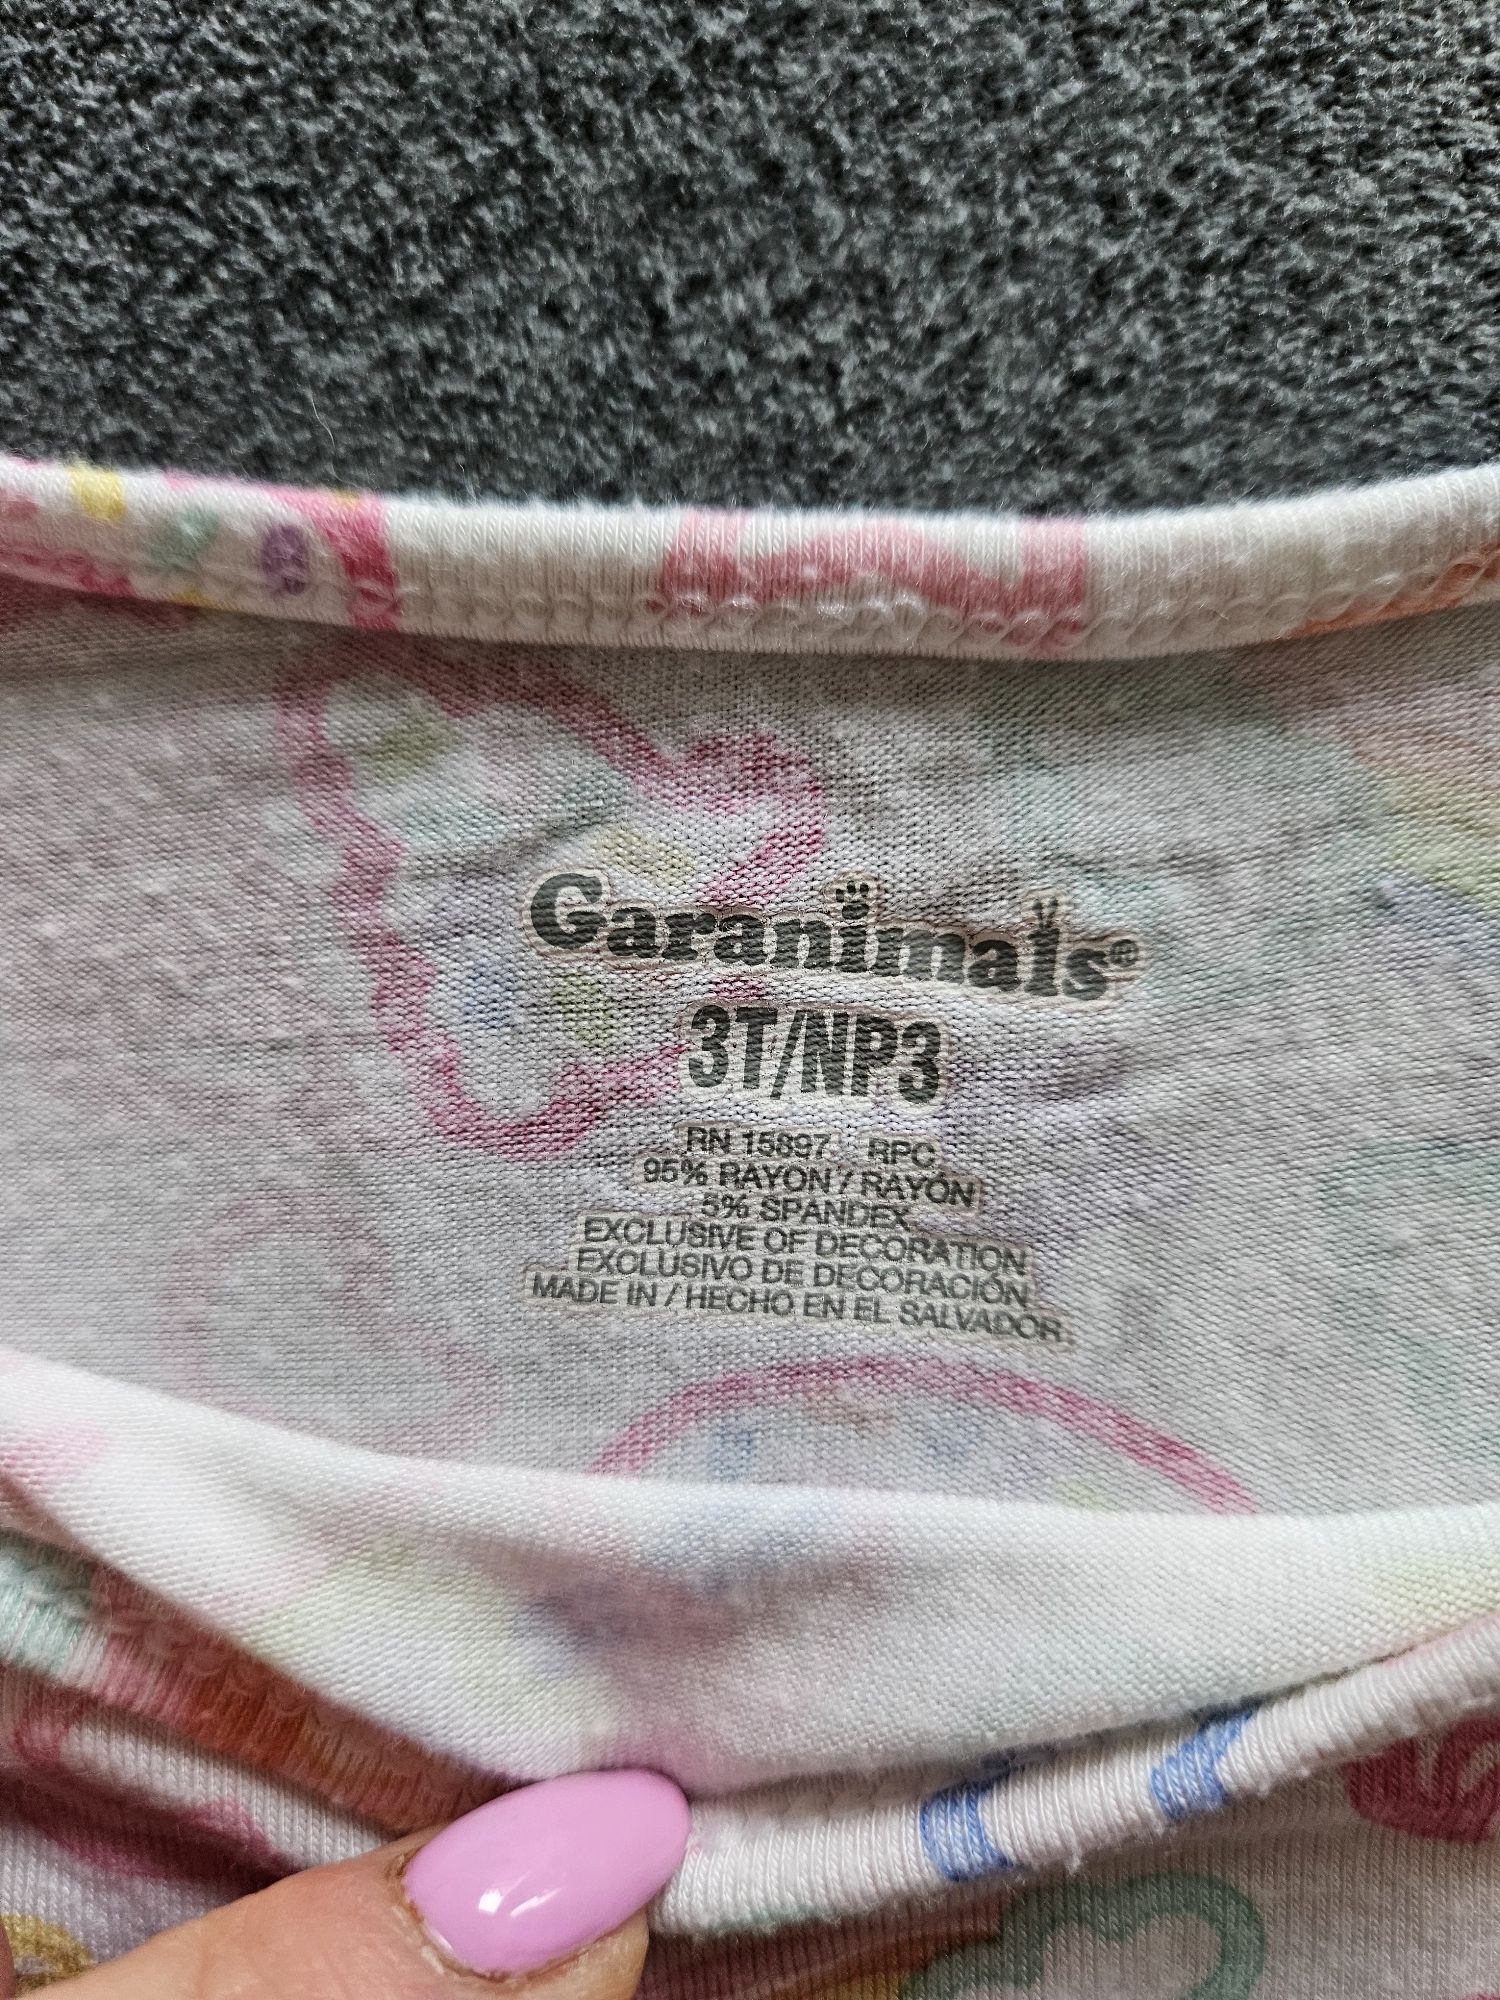 Garanimals®
3T/NP3
RN 15897 RPC
95% RAYON / RAYÓN
5% SPANDEX
EXCLUSIVE OF DECORATION
EXCLUSIVO DE DECORACIÓN
MADE IN / HECHO EN EL SALVADOR